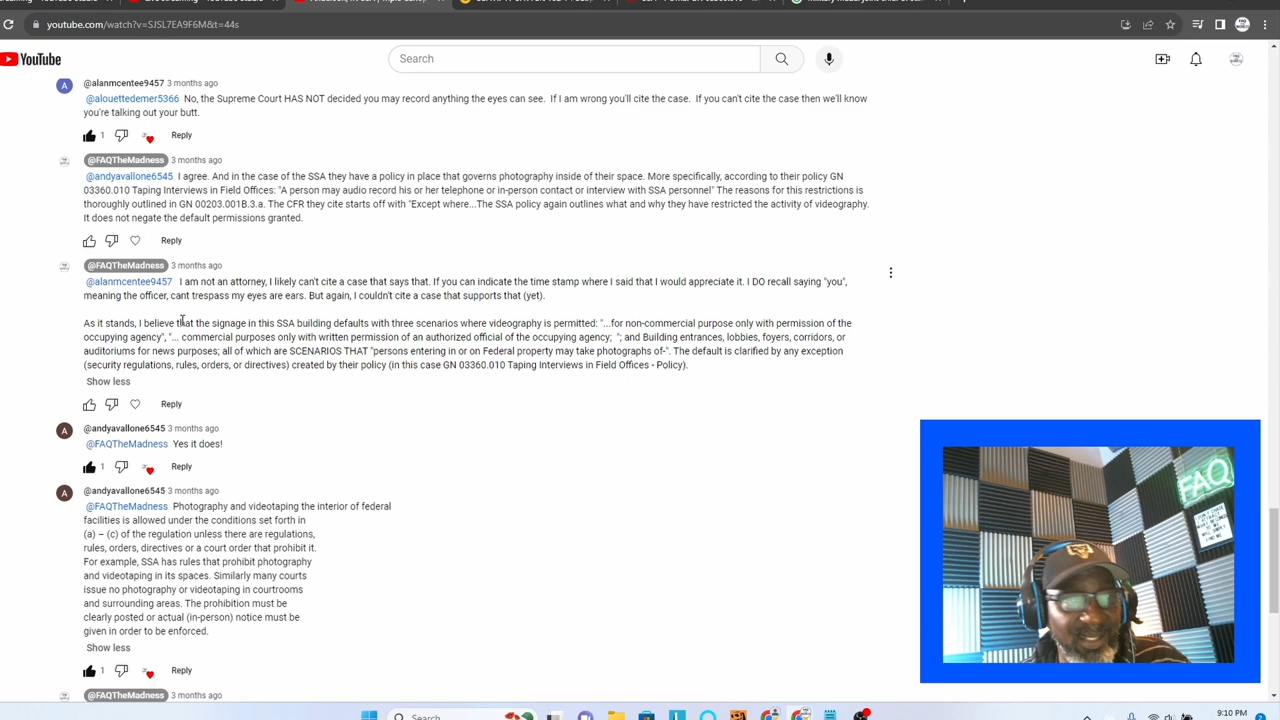 youtube.com/watch?v=SJSL7EA9F6M&t=44s
YouTube
Search
@alanmcentee9457 3 months ago
@alouettedemer5366 No, the Supreme Court HAS NOT decided you may record anything the eyes can see. If I am wrong you'll cite the case. If you can't cite the case then we'll know
you're talking out your butt.
1 Reply
@FAQTheMadness 3 months ago
@andyavallone6545 I agree. And in the case of the SSA they have a policy in place that governs photography inside of their space. More specifically, according to their policy GN
03360.010 Taping Interviews in Field Offices: "A person may audio record his or her telephone or in-person contact or interview with SSA personnel" The reasons for this restrictions is
thoroughly outlined in GN 00203.001B.3.a. The CFR they cite starts off with "Except where...The SSA policy again outlines what and why they have restricted the activity of videography.
It does not negate the default permissions granted.
Reply
@FAQTheMadness 3 months ago
@alanmcentee9457 I am not an attorney, I likely can't cite a case that says that. If you can indicate the time stamp where I said that I would appreciate it. I DO recall saying "you",
meaning the officer, cant trespass my eyes are ears. But again, I couldn't cite a case that supports that (yet).
As it stands, I believe that the signage in this SSA building defaults with three scenarios where videography is permitted: "...for non-commercial purpose only with permission of the
occupying agency", "... commercial purposes only with written permission of an authorized official of the occupying agency; "; and Building entrances, lobbies, foyers, corridors, or
auditoriums for news purposes; all of which are SCENARIOS THAT "persons entering in or on Federal property may take photographs of-". The default is clarified by any exception
(security regulations, rules, orders, or directives) created by their policy (in this case GN 03360.010 Taping Interviews in Field Offices - Policy).
Show less
Reply
@andyavallone6545 3 months ago
@FAQTheMadness Yes it does!
1 Reply
@andyavallone6545 3 months ago
@FAQTheMadness Photography and videotaping the interior of federal
facilities is allowed under the conditions set forth in
(a) – (c) of the regulation unless there are regulations,
rules, orders, directives or a court order that prohibit it.
For example, SSA has rules that prohibit photography
and videotaping in its spaces. Similarly many courts
issue no photography or videotaping in courtrooms
and surrounding areas. The prohibition must be
clearly posted or actual (in-person) notice must be
given in order to be enforced.
Show less
1 Reply
@FAQTheMadness 3 months ago
FAQ
Search
9:10 PM